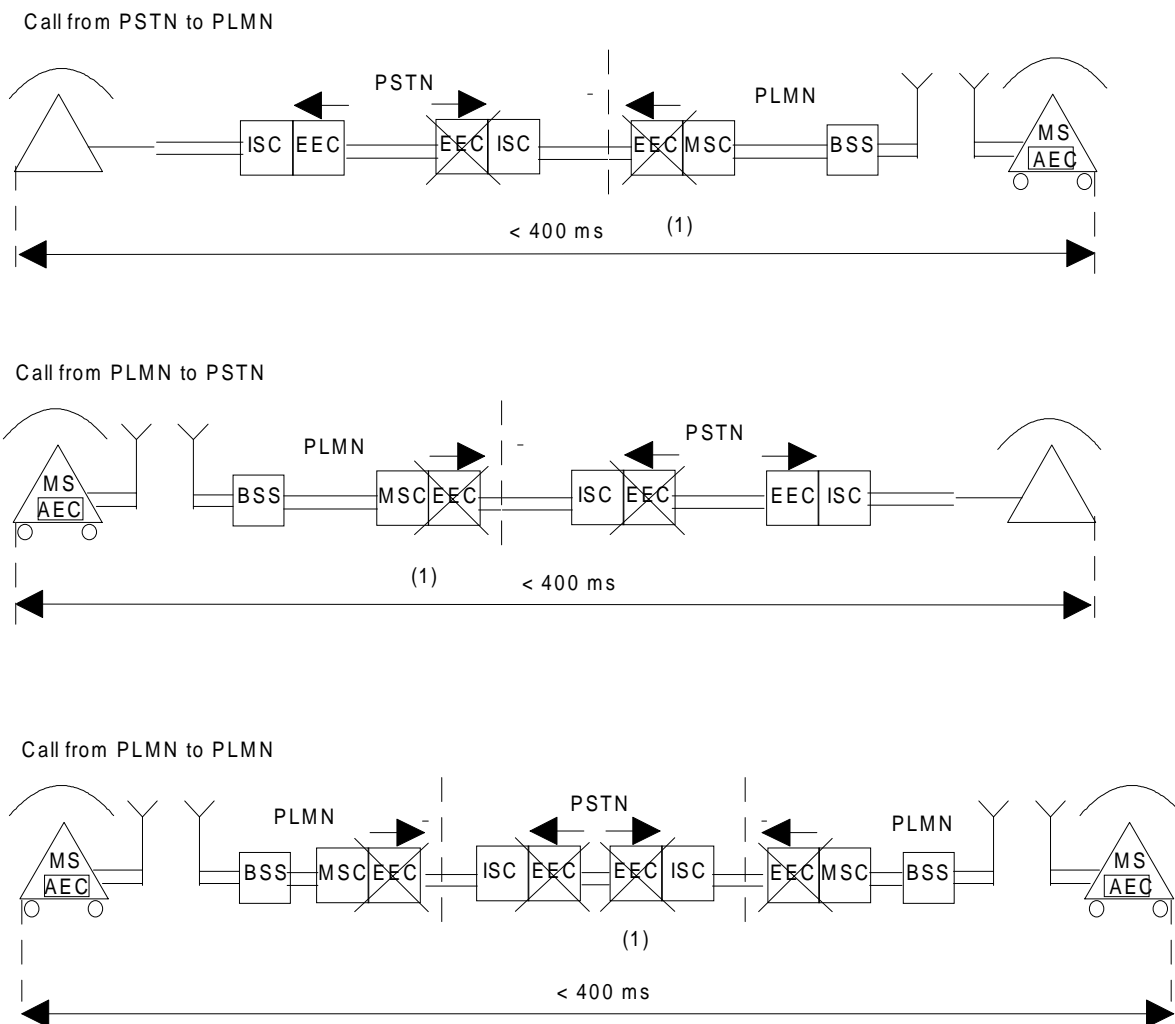 Call from PSTN to PLMN
PSTN
PLMN
ISC EEC EEC ISC EEC MSC BSS MS
AEC
(1)
< 400 ms
Call from PLMN to PSTN
PLMN
PSTN
MS
AEC
BSS MSC EEC ISC EEC EEC ISC
(1)
< 400 ms
Call from PLMN to PLMN
PLMN
PSTN
PLMN
MS
AEC
BSS MSC EEC ISC EEC EEC ISC EEC MSC BSS
MS
AEC
(1)
< 400 ms